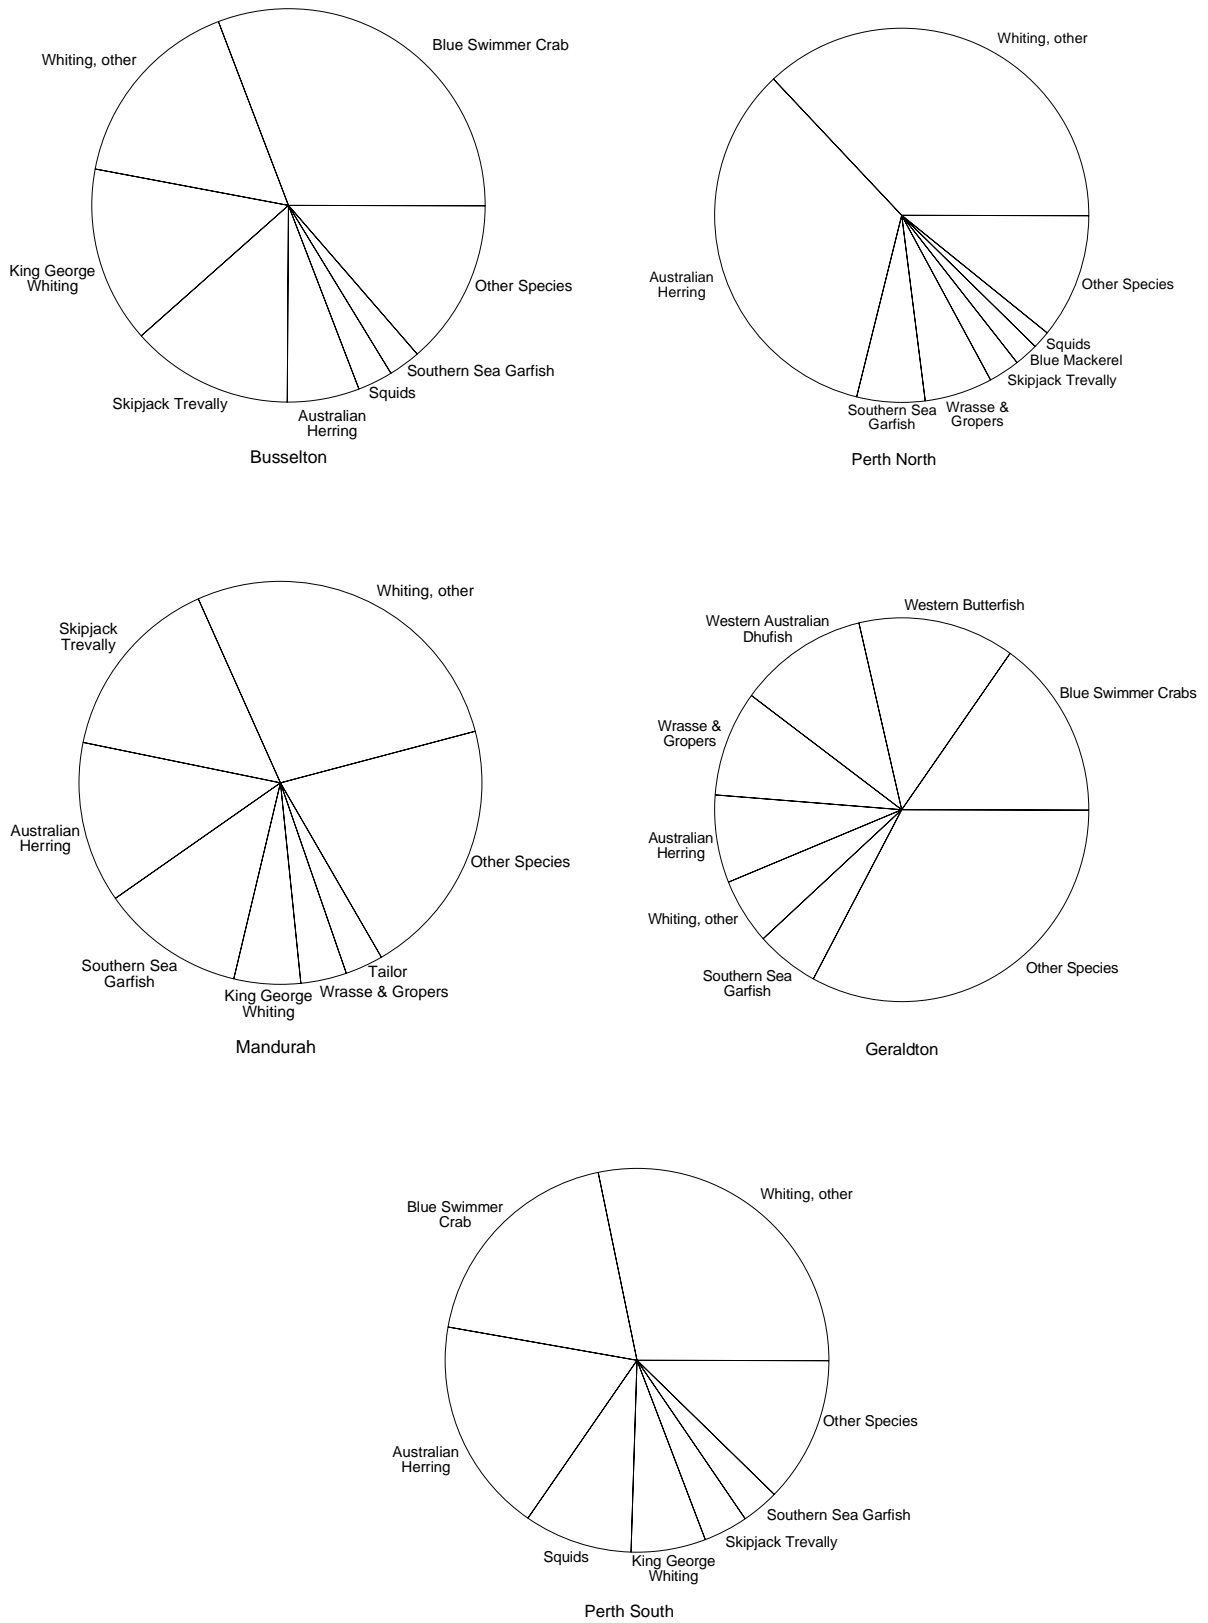 Blue Swimmer Crab
Whiting, other
King George
Whiting
Skipjack Trevally
Australian
Herring
Squids
Southern Sea Garfish
Other Species
Busselton
Whiting, other
Australian
Herring
Southern Sea
Garfish
Wrasse &
Gropers
Skipjack Trevally
Blue Mackerel
Squids
Other Species
Perth North
Whiting, other
Skipjack
Trevally
Australian
Herring
Southern Sea
Garfish
King George
Whiting
Wrasse & Gropers
Tailor
Other Species
Mandurah
Western Butterfish
Western Australian
Dhufish
Blue Swimmer Crabs
Wrasse &
Gropers
Australian
Herring
Whiting, other
Southern Sea
Garfish
Other Species
Geraldton
Whiting, other
Blue Swimmer
Crab
Australian
Herring
Squids
King George
Whiting
Skipjack Trevally
Southern Sea Garfish
Other Species
Perth South